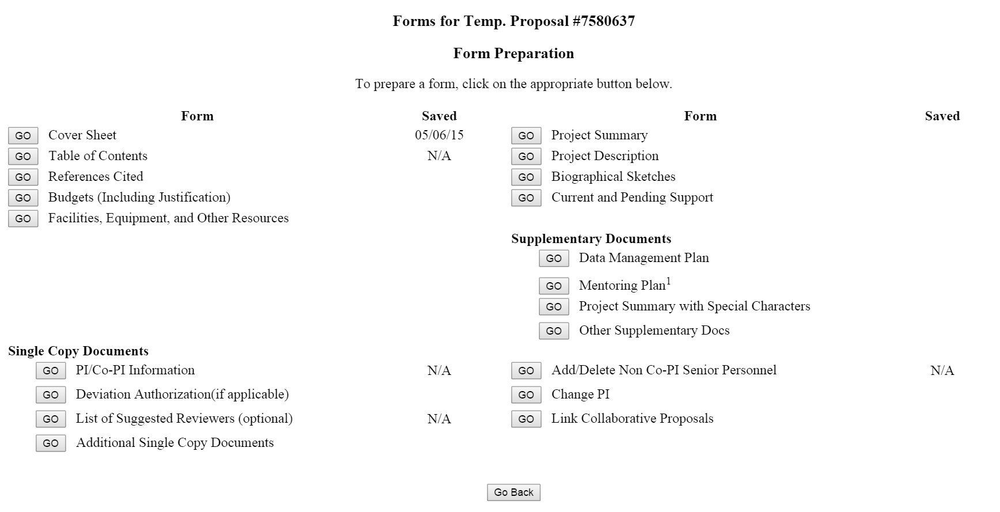 Forms for Temp. Proposal #7580637
Form Preparation
To prepare a form, click on the appropriate button below.
Form Saved Form Saved
GO Cover Sheet 05/06/15 GO Project Summary
GO Table of Contents N/A GO Project Description
GO References Cited GO Biographical Sketches
GO Budgets (Including Justification) GO Current and Pending Support
GO Facilities, Equipment, and Other Resources
Supplementary Documents
GO Data Management Plan
GO Mentoring Plan1
GO Project Summary with Special Characters
GO Other Supplementary Docs
Single Copy Documents
GO PI/Co-PI Information N/A GO Add/Delete Non Co-PI Senior Personnel N/A
GO Deviation Authorization(if applicable) GO Change PI
GO List of Suggested Reviewers (optional) N/A GO Link Collaborative Proposals
GO Additional Single Copy Documents
Go Back